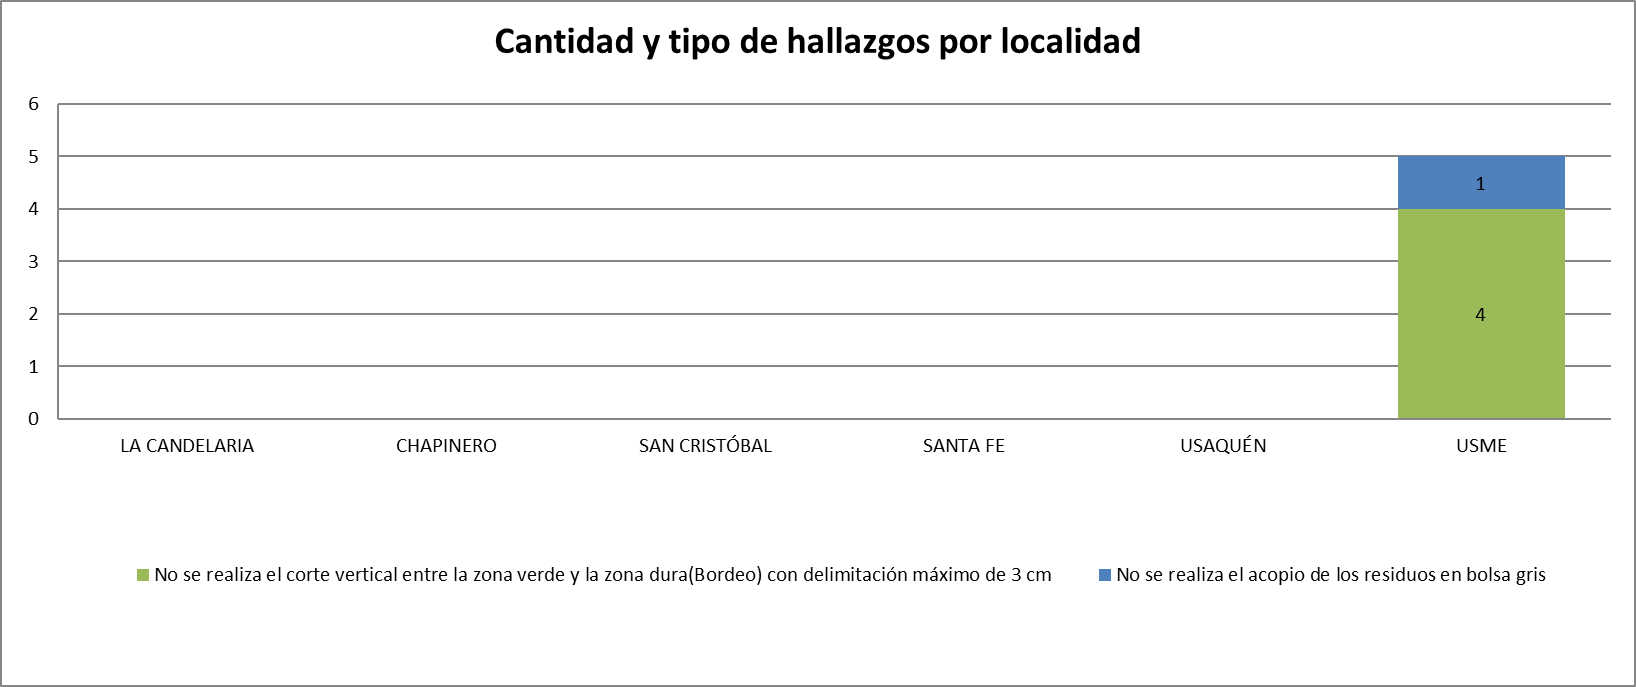 Cantidad y tipo de hallazgos por localidad
6
5
4
3
2
1
0
1
4
LA CANDELARIA
CHAPINERO
SAN CRISTÓBAL
SANTA FE
USAQUÉN
USME
No se realiza el corte vertical entre la zona verde y la zona dura(Bordeo) con delimitación máximo de 3 cm
No se realiza el acopio de los residuos en bolsa gris